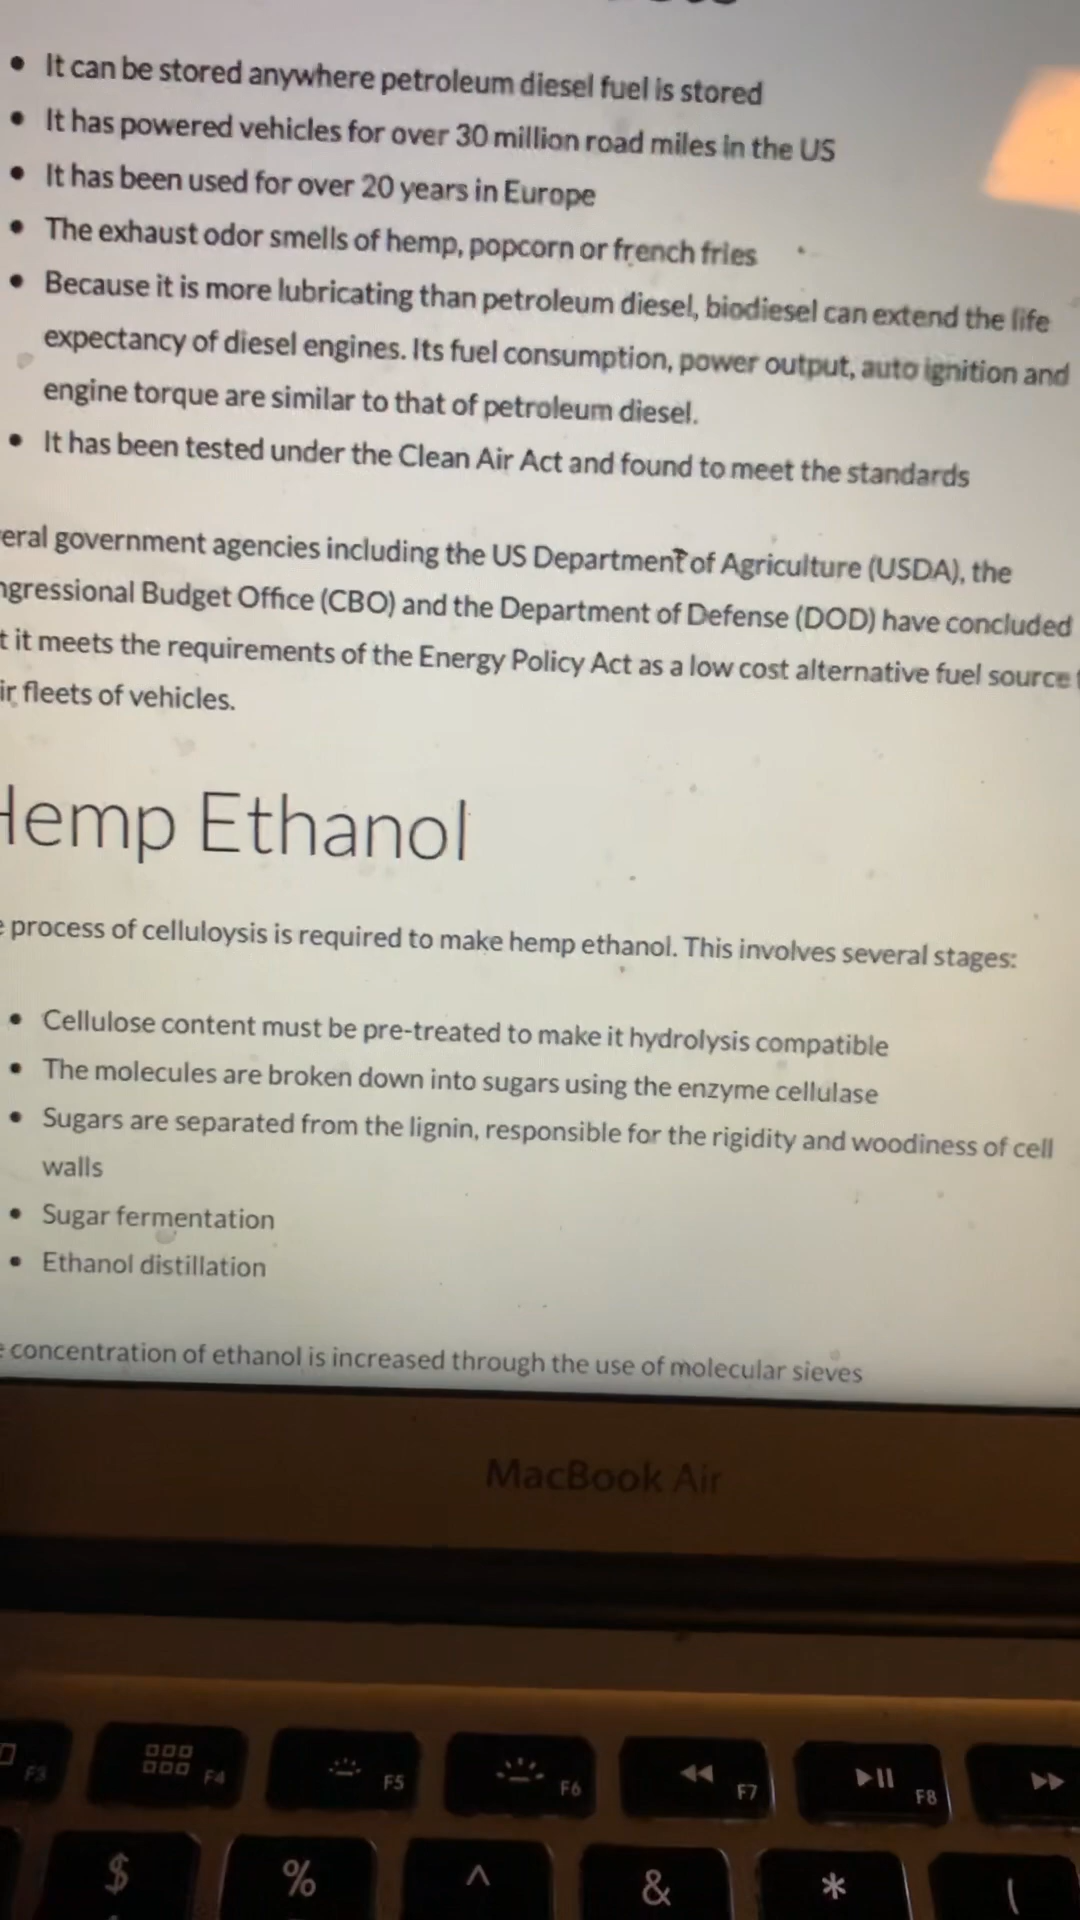 It can be stored anywhere petroleum diesel fuel is stored
It has powered vehicles for over 30 million road miles in the US
It has been used for over 20 years in Europe
The exhaust odor smells of hemp, popcorn or french fries
Because it is more lubricating than petroleum diesel, biodiesel can extend the life
expectancy of diesel engines. Its fuel consumption, power output, auto ignition and
engine torque are similar to that of petroleum diesel.
It has been tested under the Clean Air Act and found to meet the standards
eral government agencies including the US Department of Agriculture (USDA), the
ngressional Budget Office (CBO) and the Department of Defense (DOD) have concluded
t it meets the requirements of the Energy Policy Act as a low cost alternative fuel source
ir fleets of vehicles.
Hemp Ethanol
e process of celluloysis is required to make hemp ethanol. This involves several stages:
Cellulose content must be pre-treated to make it hydrolysis compatible
The molecules are broken down into sugars using the enzyme cellulase
Sugars are separated from the lignin, responsible for the rigidity and woodiness of cell
walls
Sugar fermentation
Ethanol distillation
e concentration of ethanol is increased through the use of molecular sieves
MacBook Air
F3 F4 F5 F6 F7 F8
$ % ^ & * (